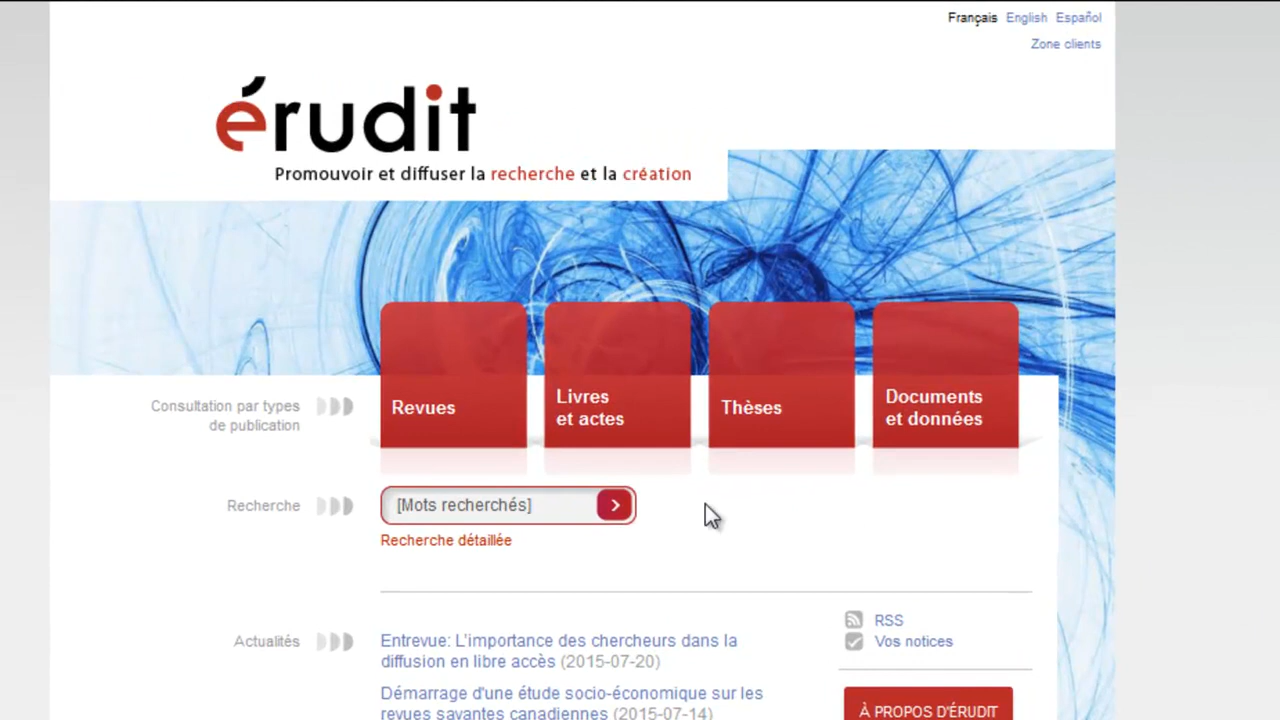 Français English Español
Zone clients
érudit
Promouvoir et diffuser la recherche et la création
Consultation par types
de publication
Revues
Livres
et actes
Thèses
Documents
et données
Recherche
[Mots recherchés]
Recherche détaillée
Actualités
Entrevue: L'importance des chercheurs dans la
diffusion en libre accès (2015-07-20)
Démarrage d'une étude socio-économique sur les
revues savantes canadiennes (2015-07-14)
RSS
Vos notices
À PROPOS D'ÉRUDIT